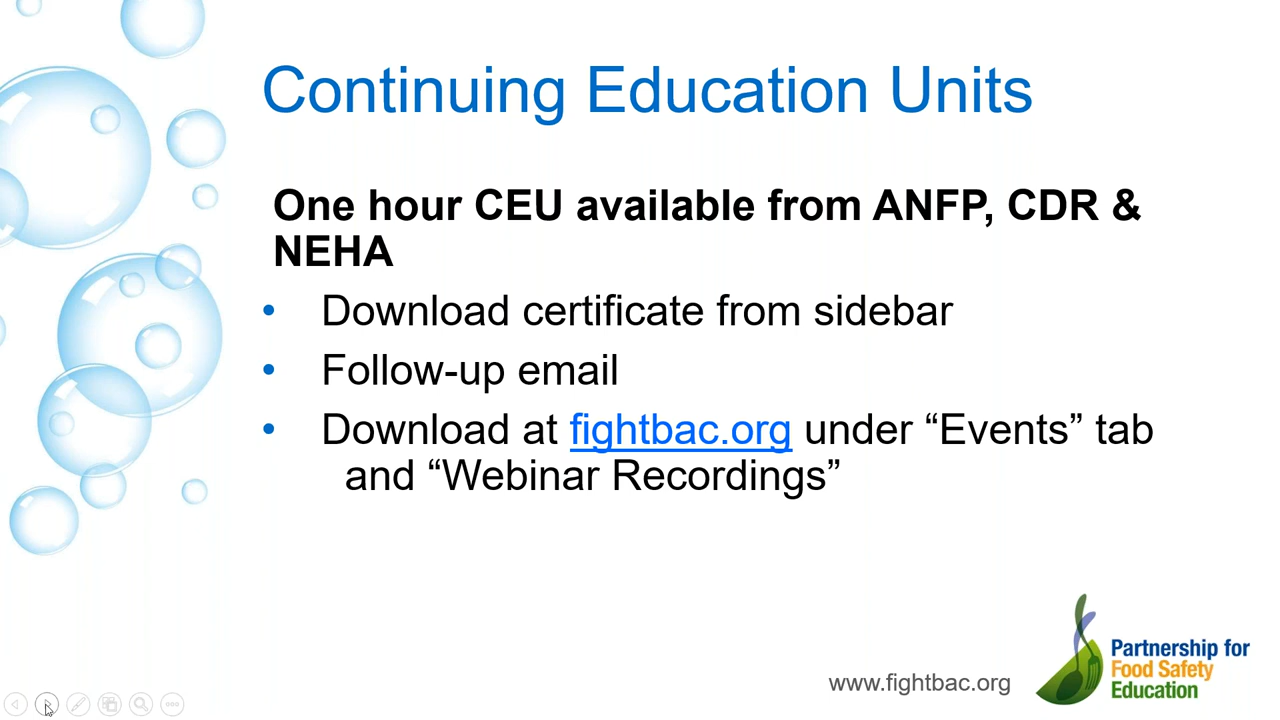 Continuing Education Units
One hour CEU available from ANFP, CDR &
NEHA
• Download certificate from sidebar
• Follow-up email
• Download at fightbac.org under “Events” tab
and “Webinar Recordings”
www.fightbac.org
Partnership for
Food Safety
Education